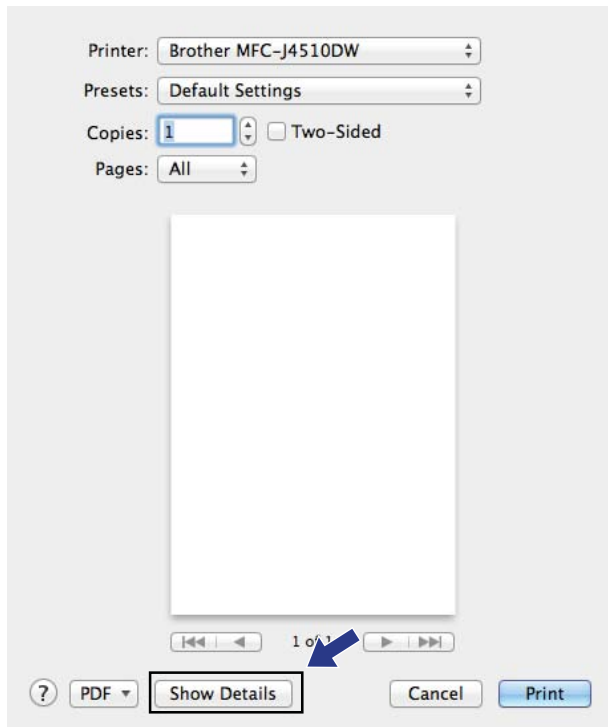 Printer: Brother MFC-J4510DW
Presets: Default Settings
Copies: 1 Two-Sided
Pages: All
1 of 1
? PDF Show Details Cancel Print